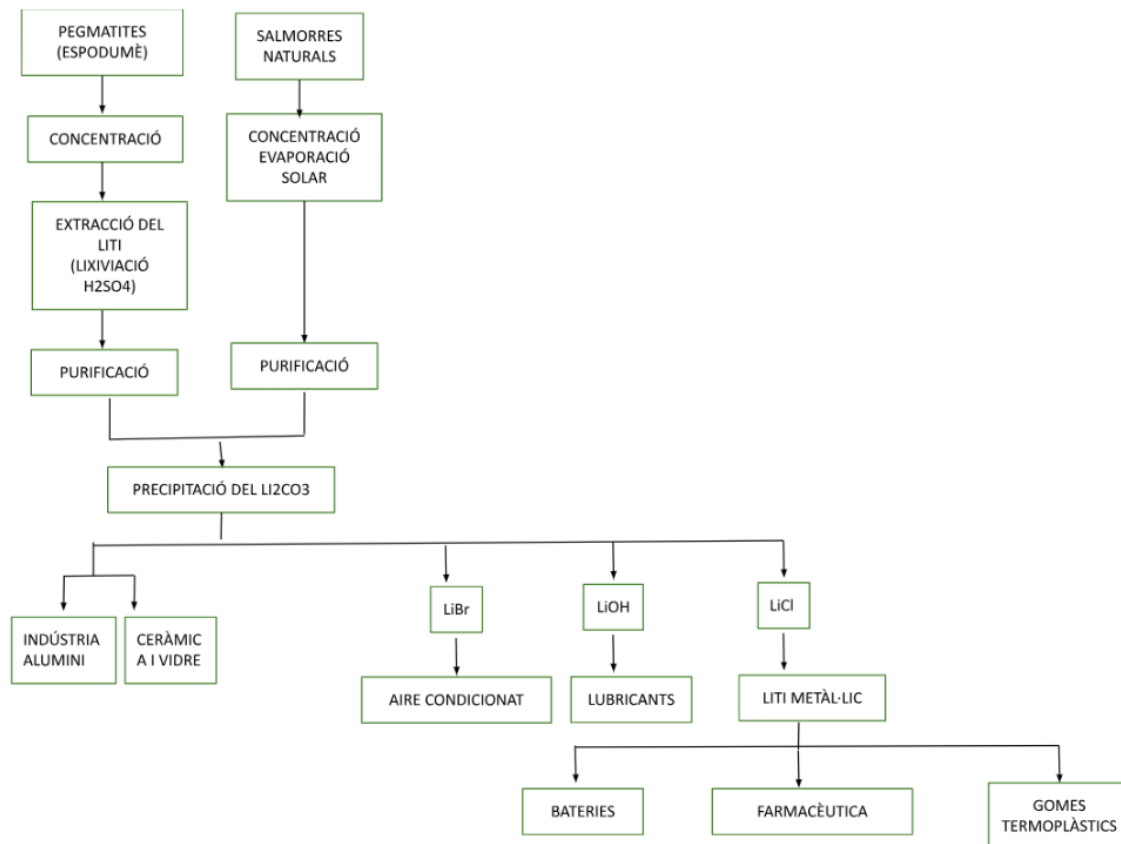 PEGMATITES
(ESPODUMÈ)
SALMORRES
NATURALS
CONCENTRACIÓ
CONCENTRACIÓ
EVAPORACIÓ
SOLAR
EXTRACCIÓ DEL
LITI
(LIXIVIACIÓ
H2SO4)
PURIFICACIÓ
PURIFICACIÓ
PRECIPITACIÓ DEL LI2CO3
LiBr
LiOH
LiCl
INDÚSTRIA
ALUMINI
CERÀMIC
A I VIDRE
AIRE CONDICIONAT
LUBRICANTS
LITI METÀL·LIC
BATERIES
FARMACÈUTICA
GOMES
TERMOPLÀSTICS